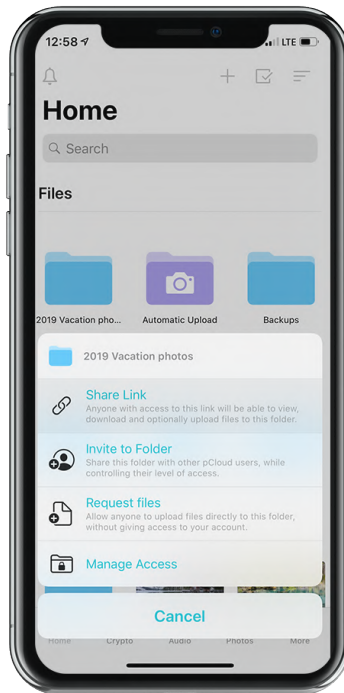 12:58
LTE
Home
Search
Files
2019 Vacation pho... Automatic Upload Backups
2019 Vacation photos
Share Link
Anyone with access to this link will be able to view,
download and optionally upload files to this folder.
Invite to Folder
Share this folder with other pCloud users, while
controlling their level of access.
Request files
Allow anyone to upload files directly to this folder,
without giving access to your account.
Manage Access
Cancel
Home Crypto Audio Photos More